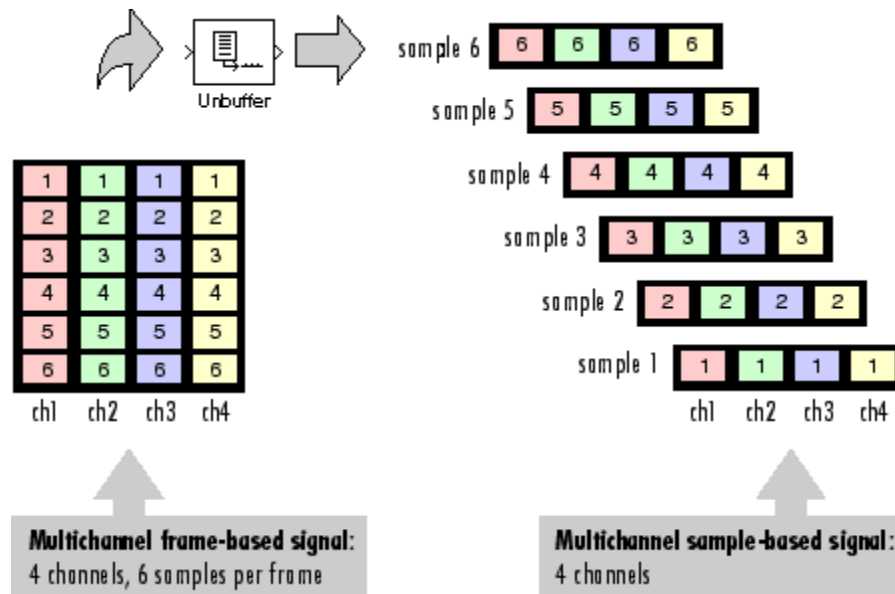 Unbuffer
sample 6 6 6 6 6
sample 5 5 5 5 5
sample 4 4 4 4 4
sample 3 3 3 3 3
sample 2 2 2 2 2
sample 1 1 1 1 1
ch1 ch2 ch3 ch4
1 1 1 1
2 2 2 2
3 3 3 3
4 4 4 4
5 5 5 5
6 6 6 6
ch1 ch2 ch3 ch4
Multichannel frame-based signal:
4 channels, 6 samples per frame
Multichannel sample-based signal:
4 channels